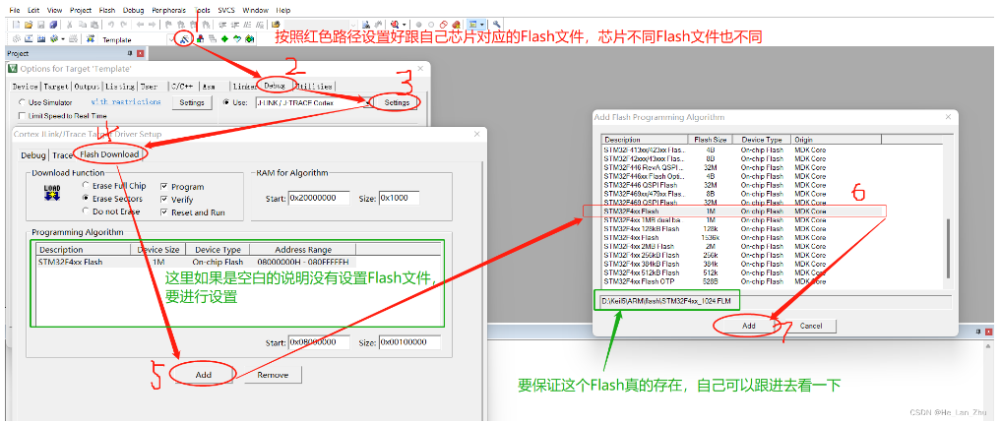 File Edit View Project Flash Debug Peripherals Tools SVCS Window Help
1
Template
按照红色路径设置好跟自己芯片对应的Flash文件，芯片不同Flash文件也不同
Project
Options for Target 'Template'
2
3
Device Target Output Listing User C/C++ Asm Linker Debug Utilities
Use Simulator with restrictions Settings Use: J-LINK / J-TRACE Cortex Settings
Limit Speed to Real-Time
4
Cortex JLink/JTrace Target Driver Setup
Debug Trace Flash Download
Download Function
LOAD
Erase Full Chip
Erase Sectors
Do not Erase
Program
Verify
Reset and Run
RAM for Algorithm
Start: 0x20000000 Size: 0x1000
Programming Algorithm
Description Device Size Device Type Address Range
STM32F4xx Flash 1M On-chip Flash 08000000H - 080FFFFFH
这里如果是空白的说明没有设置Flash文件，
要进行设置
Start: 0x08000000 Size: 0x00100000
5
Add Remove
Add Flash Programming Algorithm
Description Flash Size Device Type Origin
STM32F413xx/423xx Flas... 4B On-chip Flash MDK Core
STM32F42xxx/43xxx Flas... 8B On-chip Flash MDK Core
STM32F446 RevA QSPI ... 32M On-chip Flash MDK Core
STM32F446xx Flash Opti... 4B On-chip Flash MDK Core
STM32F446 QSPI Flash 32M On-chip Flash MDK Core
STM32F469xx/479xx Flas... 8B On-chip Flash MDK Core
STM32F469 QSPI Flash 32M On-chip Flash MDK Core
STM32F4xx Flash 1M On-chip Flash MDK Core
STM32F4xx 1MB dual ba... 1M On-chip Flash MDK Core
STM32F4xx 128kB Flash 128k On-chip Flash MDK Core
STM32F4xx Flash 1536k On-chip Flash MDK Core
STM32F4xx 2MB Flash 2M On-chip Flash MDK Core
STM32F4xx 256kB Flash 256k On-chip Flash MDK Core
STM32F4xx 384kB Flash 384k On-chip Flash MDK Core
STM32F4xx 512kB Flash 512k On-chip Flash MDK Core
STM32F4xx Flash OTP 528B On-chip Flash MDK Core
6
D:\Keil5\ARM\flash\STM32F4xx_1024.FLM
Add Cancel
7
要保证这个Flash真的存在，自己可以跟进去看一下
CSDN @He Lan Zhu